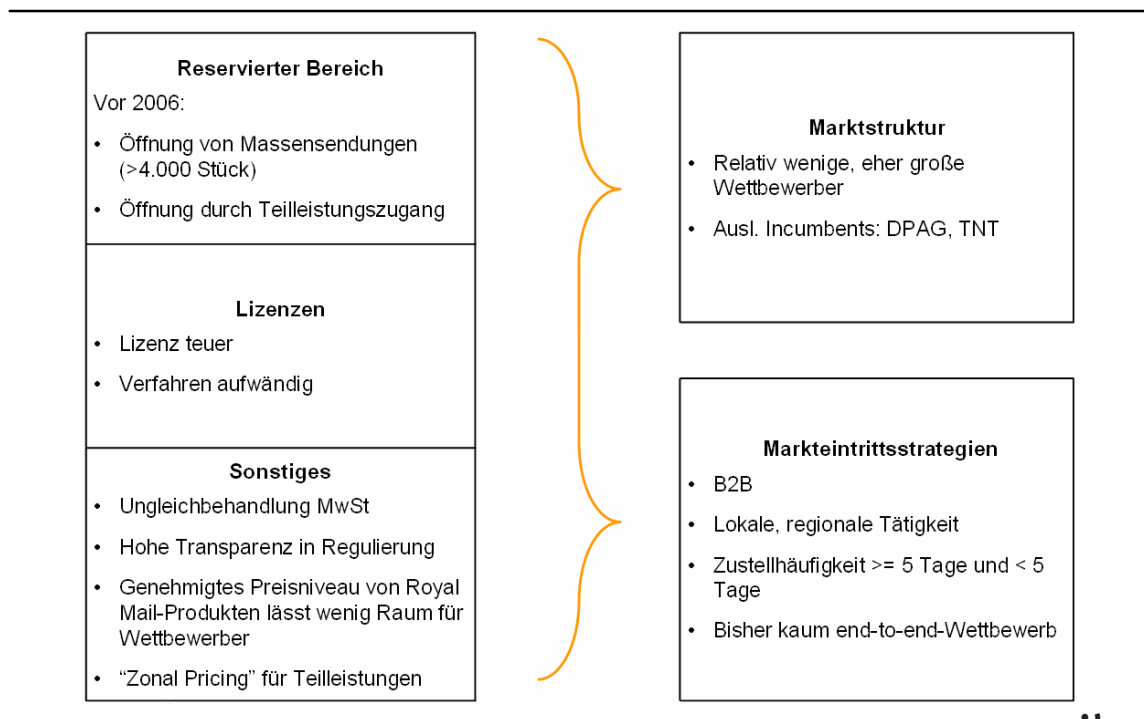 Reservierter Bereich
Vor 2006:
• Öffnung von Massensendungen
(>4.000 Stück)
• Öffnung durch Teilleistungszugang
Lizenzen
• Lizenz teuer
• Verfahren aufwändig
Sonstiges
• Ungleichbehandlung MwSt
• Hohe Transparenz in Regulierung
• Genehmigtes Preisniveau von Royal
Mail-Produkten lässt wenig Raum für
Wettbewerber
• “Zonal Pricing” für Teilleistungen
Marktstruktur
• Relativ wenige, eher große
Wettbewerber
• Ausl. Incumbents: DPAG, TNT
Markteintrittsstrategien
• B2B
• Lokale, regionale Tätigkeit
• Zustellhäufigkeit >= 5 Tage und < 5
Tage
• Bisher kaum end-to-end-Wettbewerb